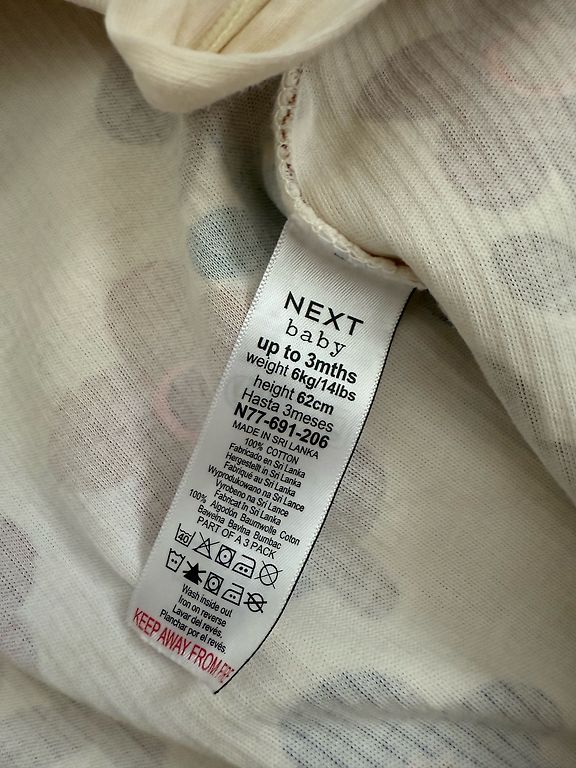 NEXT
baby
up to 3mths
weight 6kg/14lbs
height 62cm
Hasta 3meses
N77-691-206
MADE IN SRI LANKA
100% COTTON
Fabricado en Sri Lanka
Hergestellt in Sri Lanka
Fabriqué au Sri Lanka
Wyprodukowano na Sri Lance
Vyrobeno na Sri Lance
Fabricat în Sri Lanka
100% Algodón Baumwolle Coton
Bawełna Bavlna Bumbac
PART OF A 3 PACK
40
Wash inside out
Iron on reverse
Lavar del revés.
Planchar por el revés.
KEEP AWAY FROM FIRE